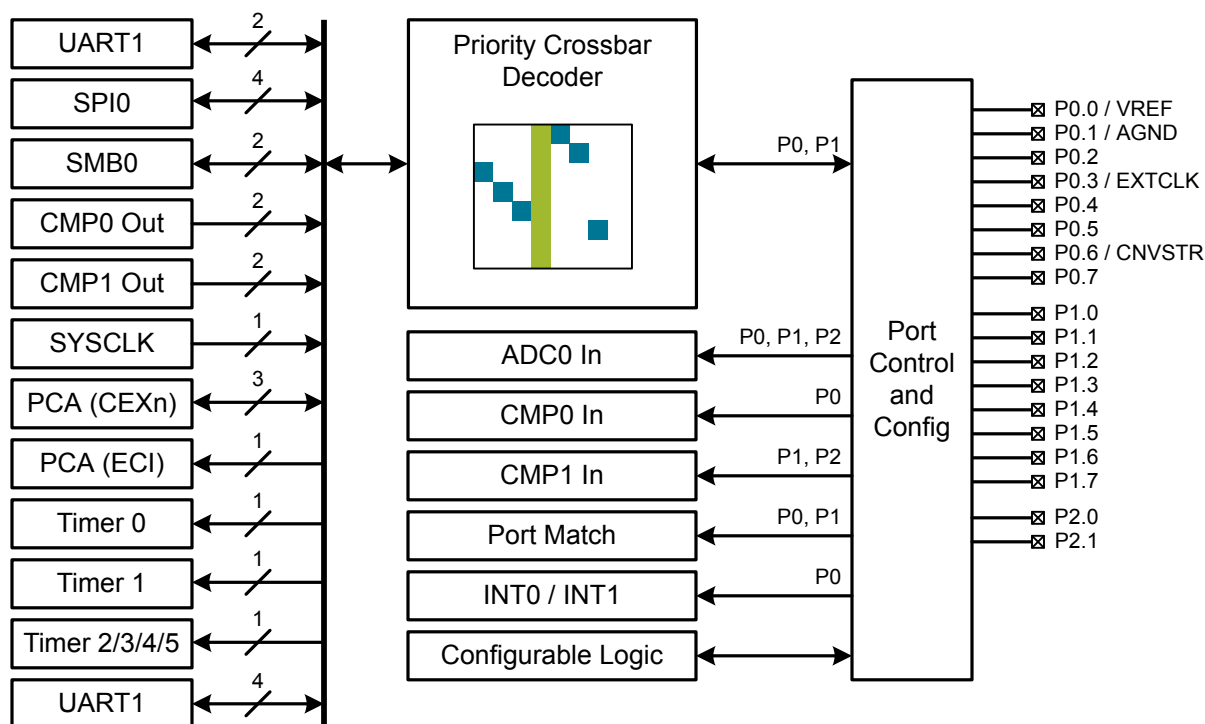 UART1
2
SPI0
4
SMB0
2
CMP0 Out
2
CMP1 Out
2
SYSCLK
1
PCA (CEXn)
3
PCA (ECI)
1
Timer 0
1
Timer 1
1
Timer 2/3/4/5
1
UART1
4
Priority Crossbar
Decoder
P0, P1
ADC0 In
P0, P1, P2
CMP0 In
P0
CMP1 In
P1, P2
Port Match
P0, P1
INT0 / INT1
P0
Configurable Logic
Port
Control
and
Config
P0.0 / VREF
P0.1 / AGND
P0.2
P0.3 / EXTCLK
P0.4
P0.5
P0.6 / CNVSTR
P0.7
P1.0
P1.1
P1.2
P1.3
P1.4
P1.5
P1.6
P1.7
P2.0
P2.1